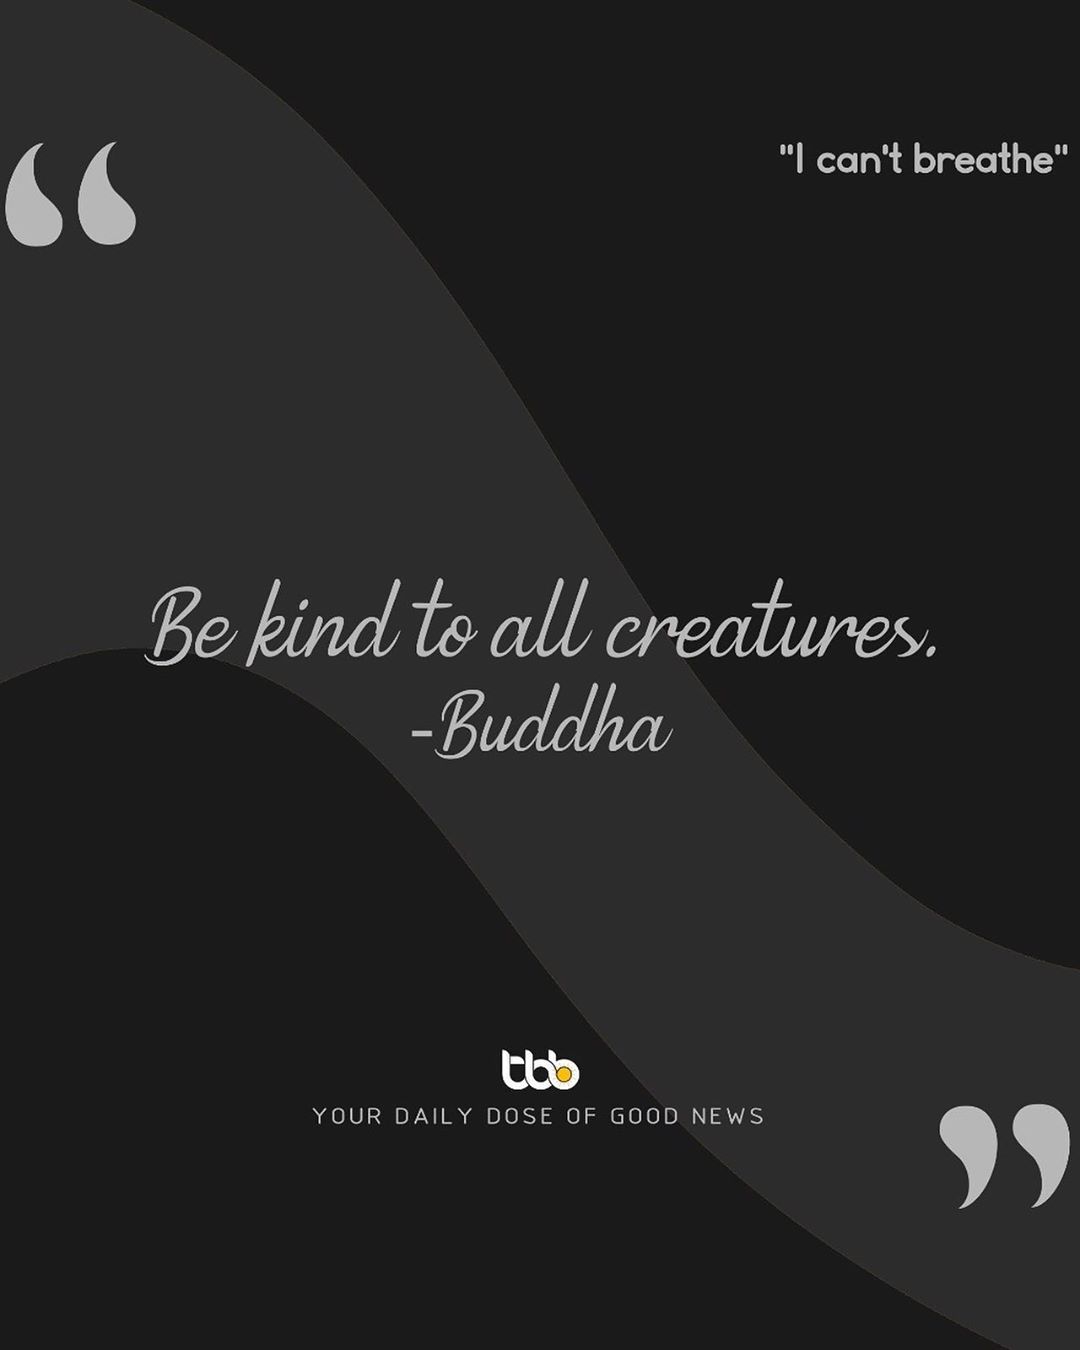 "I can't breathe"
Be kind to all creatures.
-Buddha
tbb
YOUR DAILY DOSE OF GOOD NEWS